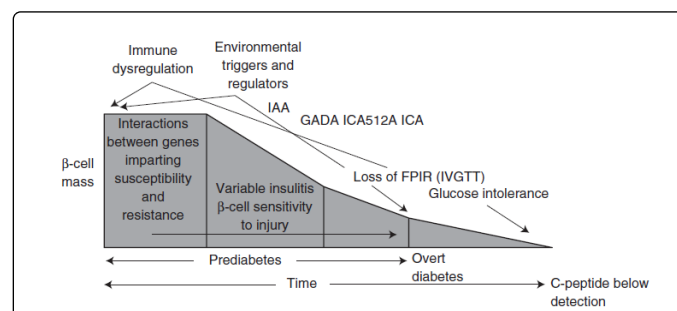 Immune
dysregulation
Environmental
triggers and
regulators
IAA
GADA ICA512A ICA
β-cell
mass
Interactions
between genes
imparting
susceptibility
and
resistance
Variable insulitis
β-cell sensitivity
to injury
Loss of FPIR (IVGTT)
Glucose intolerance
Prediabetes
Overt
diabetes
Time
C-peptide below
detection